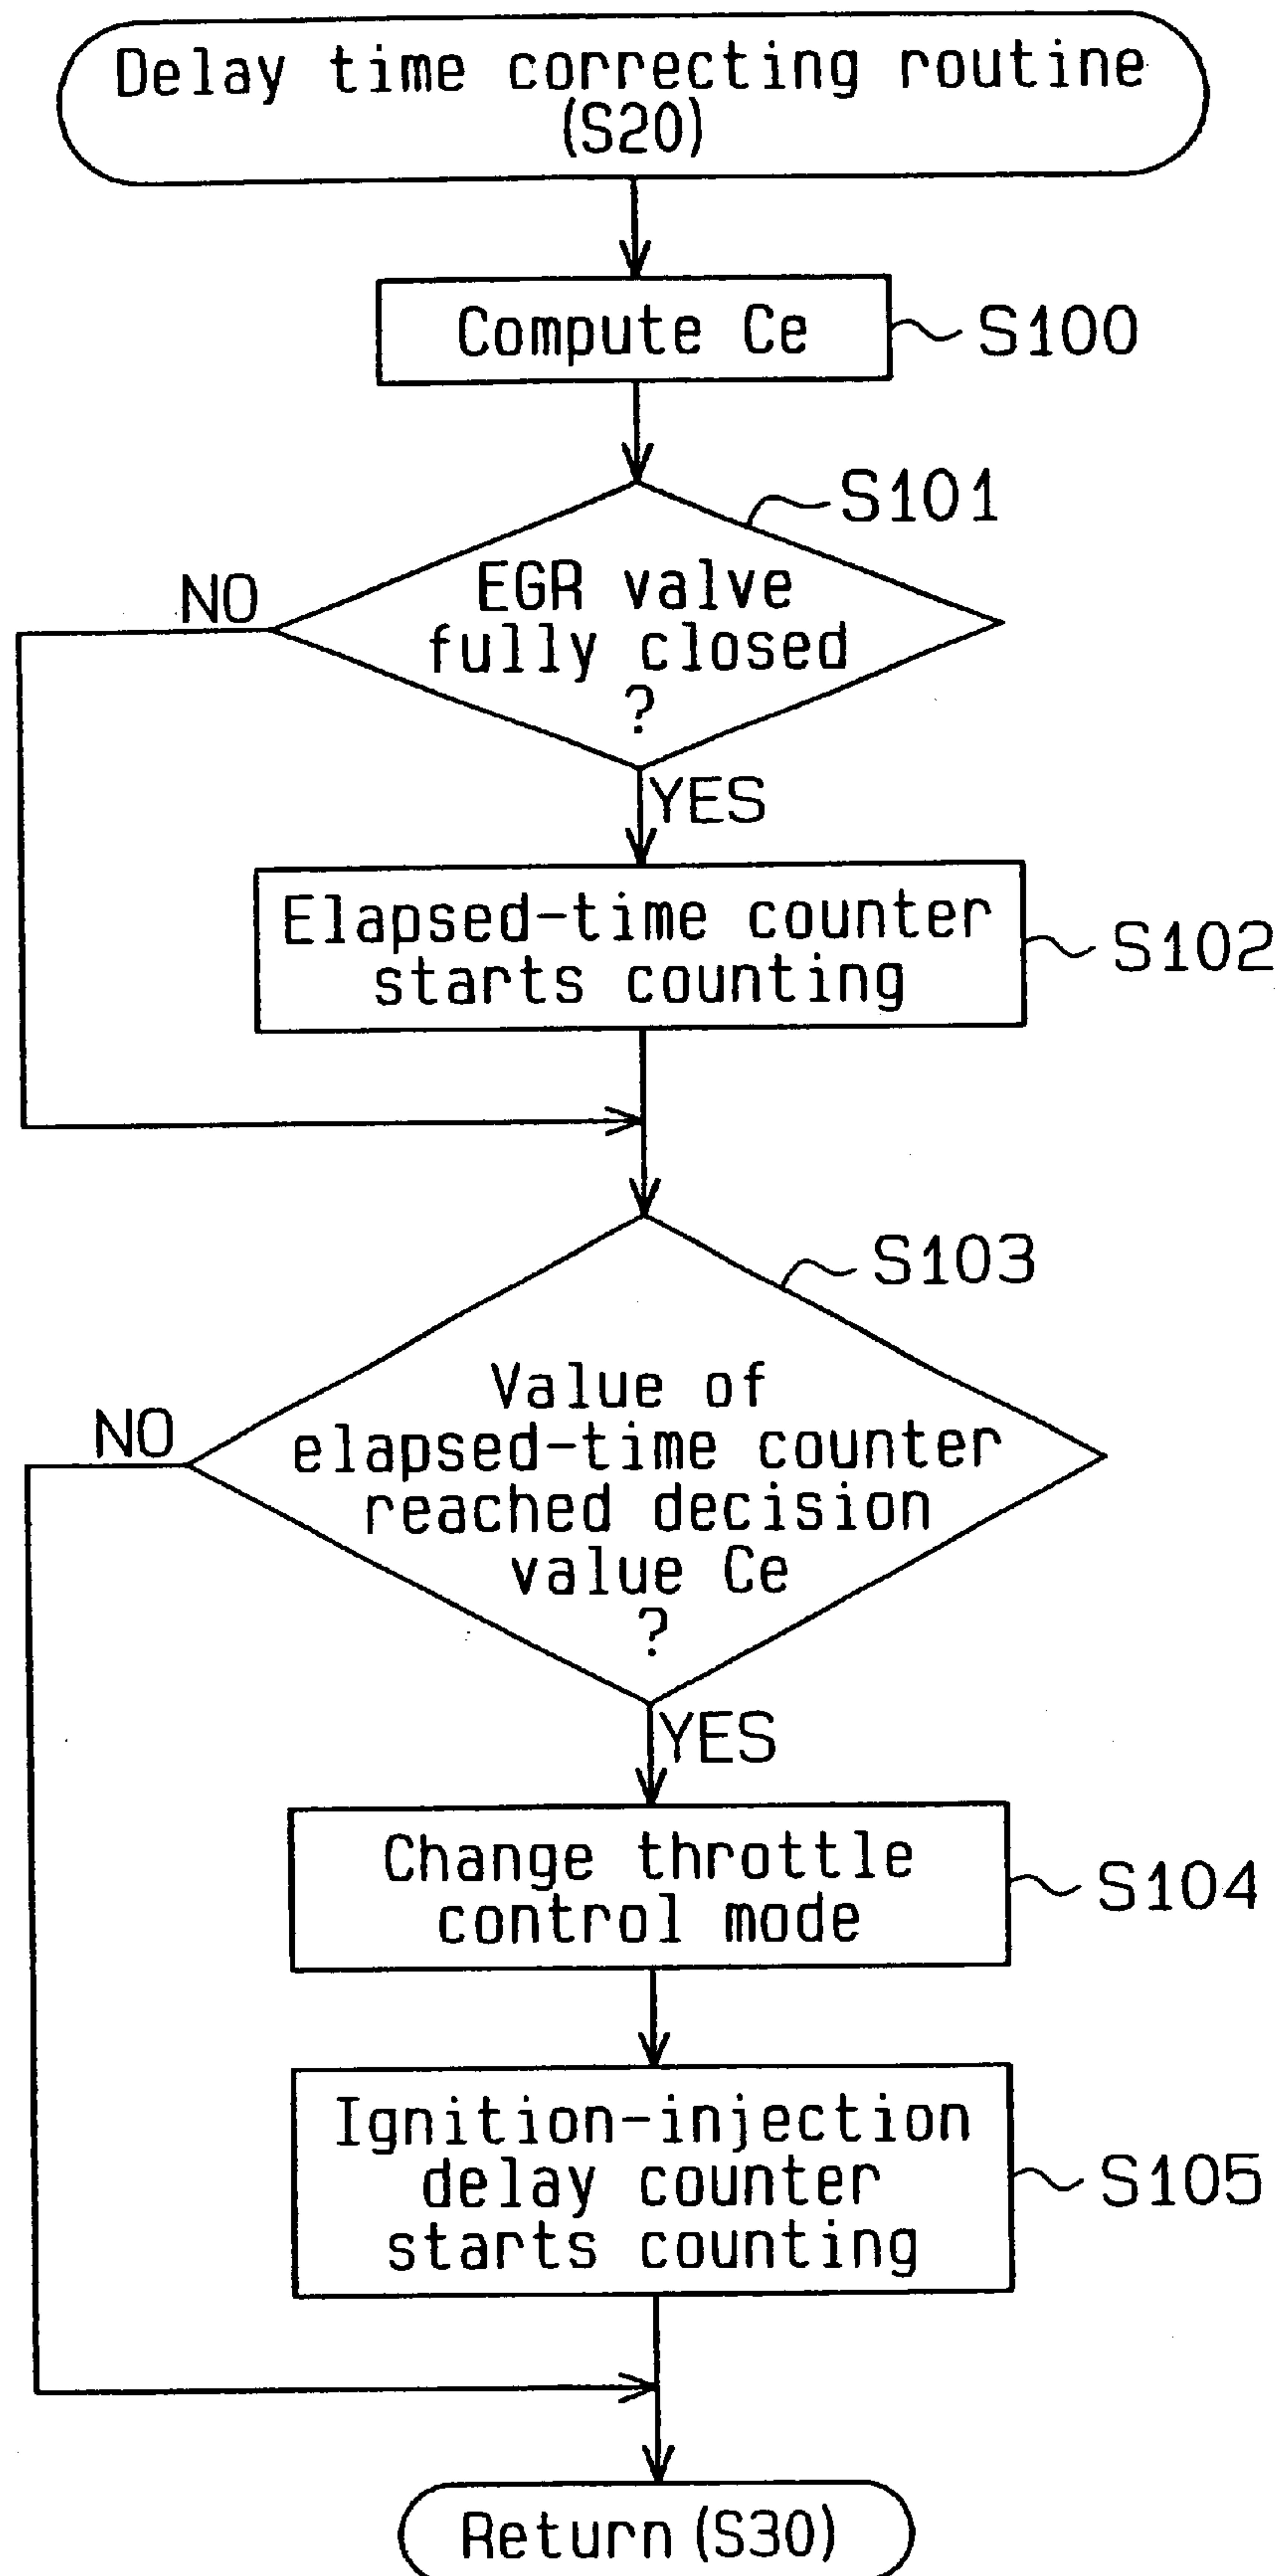 Delay time correcting routine
(S20)
Compute Ce
S100
S101
EGR valve
fully closed
?
NO
YES
Elapsed-time counter
starts counting
S102
S103
Value of
elapsed-time counter
reached decision
value Ce
?
NO
YES
Change throttle
control mode
S104
Ignition-injection
delay counter
starts counting
S105
Return (S30)